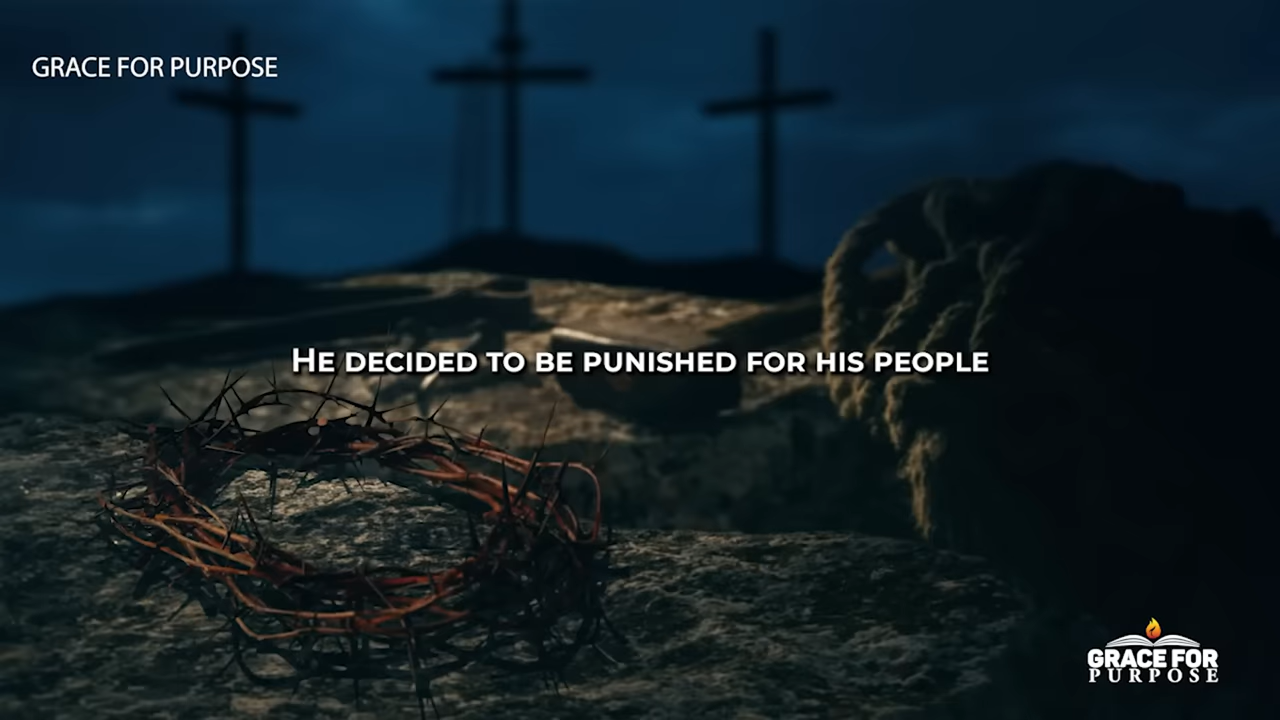 GRACE FOR PURPOSE
HE DECIDED TO BE PUNISHED FOR HIS PEOPLE
GRACE FOR
PURPOSE